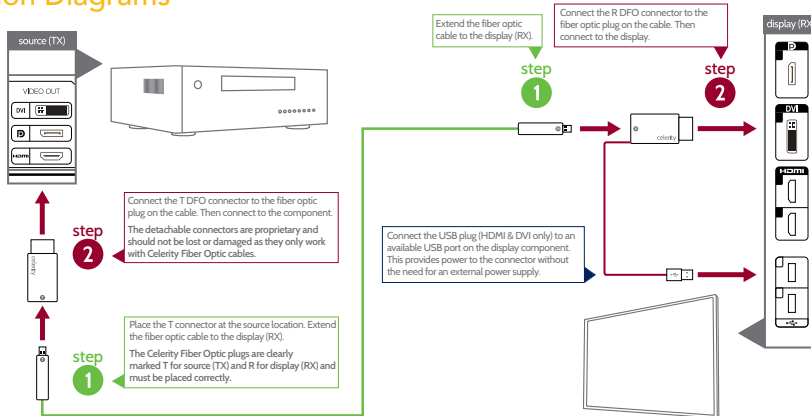 on Diagrams
source (TX)
VIDEO OUT
DVI
HDMI
step
2
Connect the T DFO connector to the fiber optic
plug on the cable. Then connect to the component.
The detachable connectors are proprietary and
should not be lost or damaged as they only work
with Celerity Fiber Optic cables.
celerity
step
1
Place the T connector at the source location. Extend
the fiber optic cable to the display (RX).
The Celerity Fiber Optic plugs are clearly
marked T for source (TX) and R for display (RX) and
must be placed correctly.
Extend the fiber optic
cable to the display (RX).
step
1
Connect the R DFO connector to the
fiber optic plug on the cable. Then
connect to the display.
step
2
celerity
Connect the USB plug (HDMI & DVI only) to an
available USB port on the display component.
This provides power to the connector without
the need for an external power supply.
display (RX
DVI
HDMI